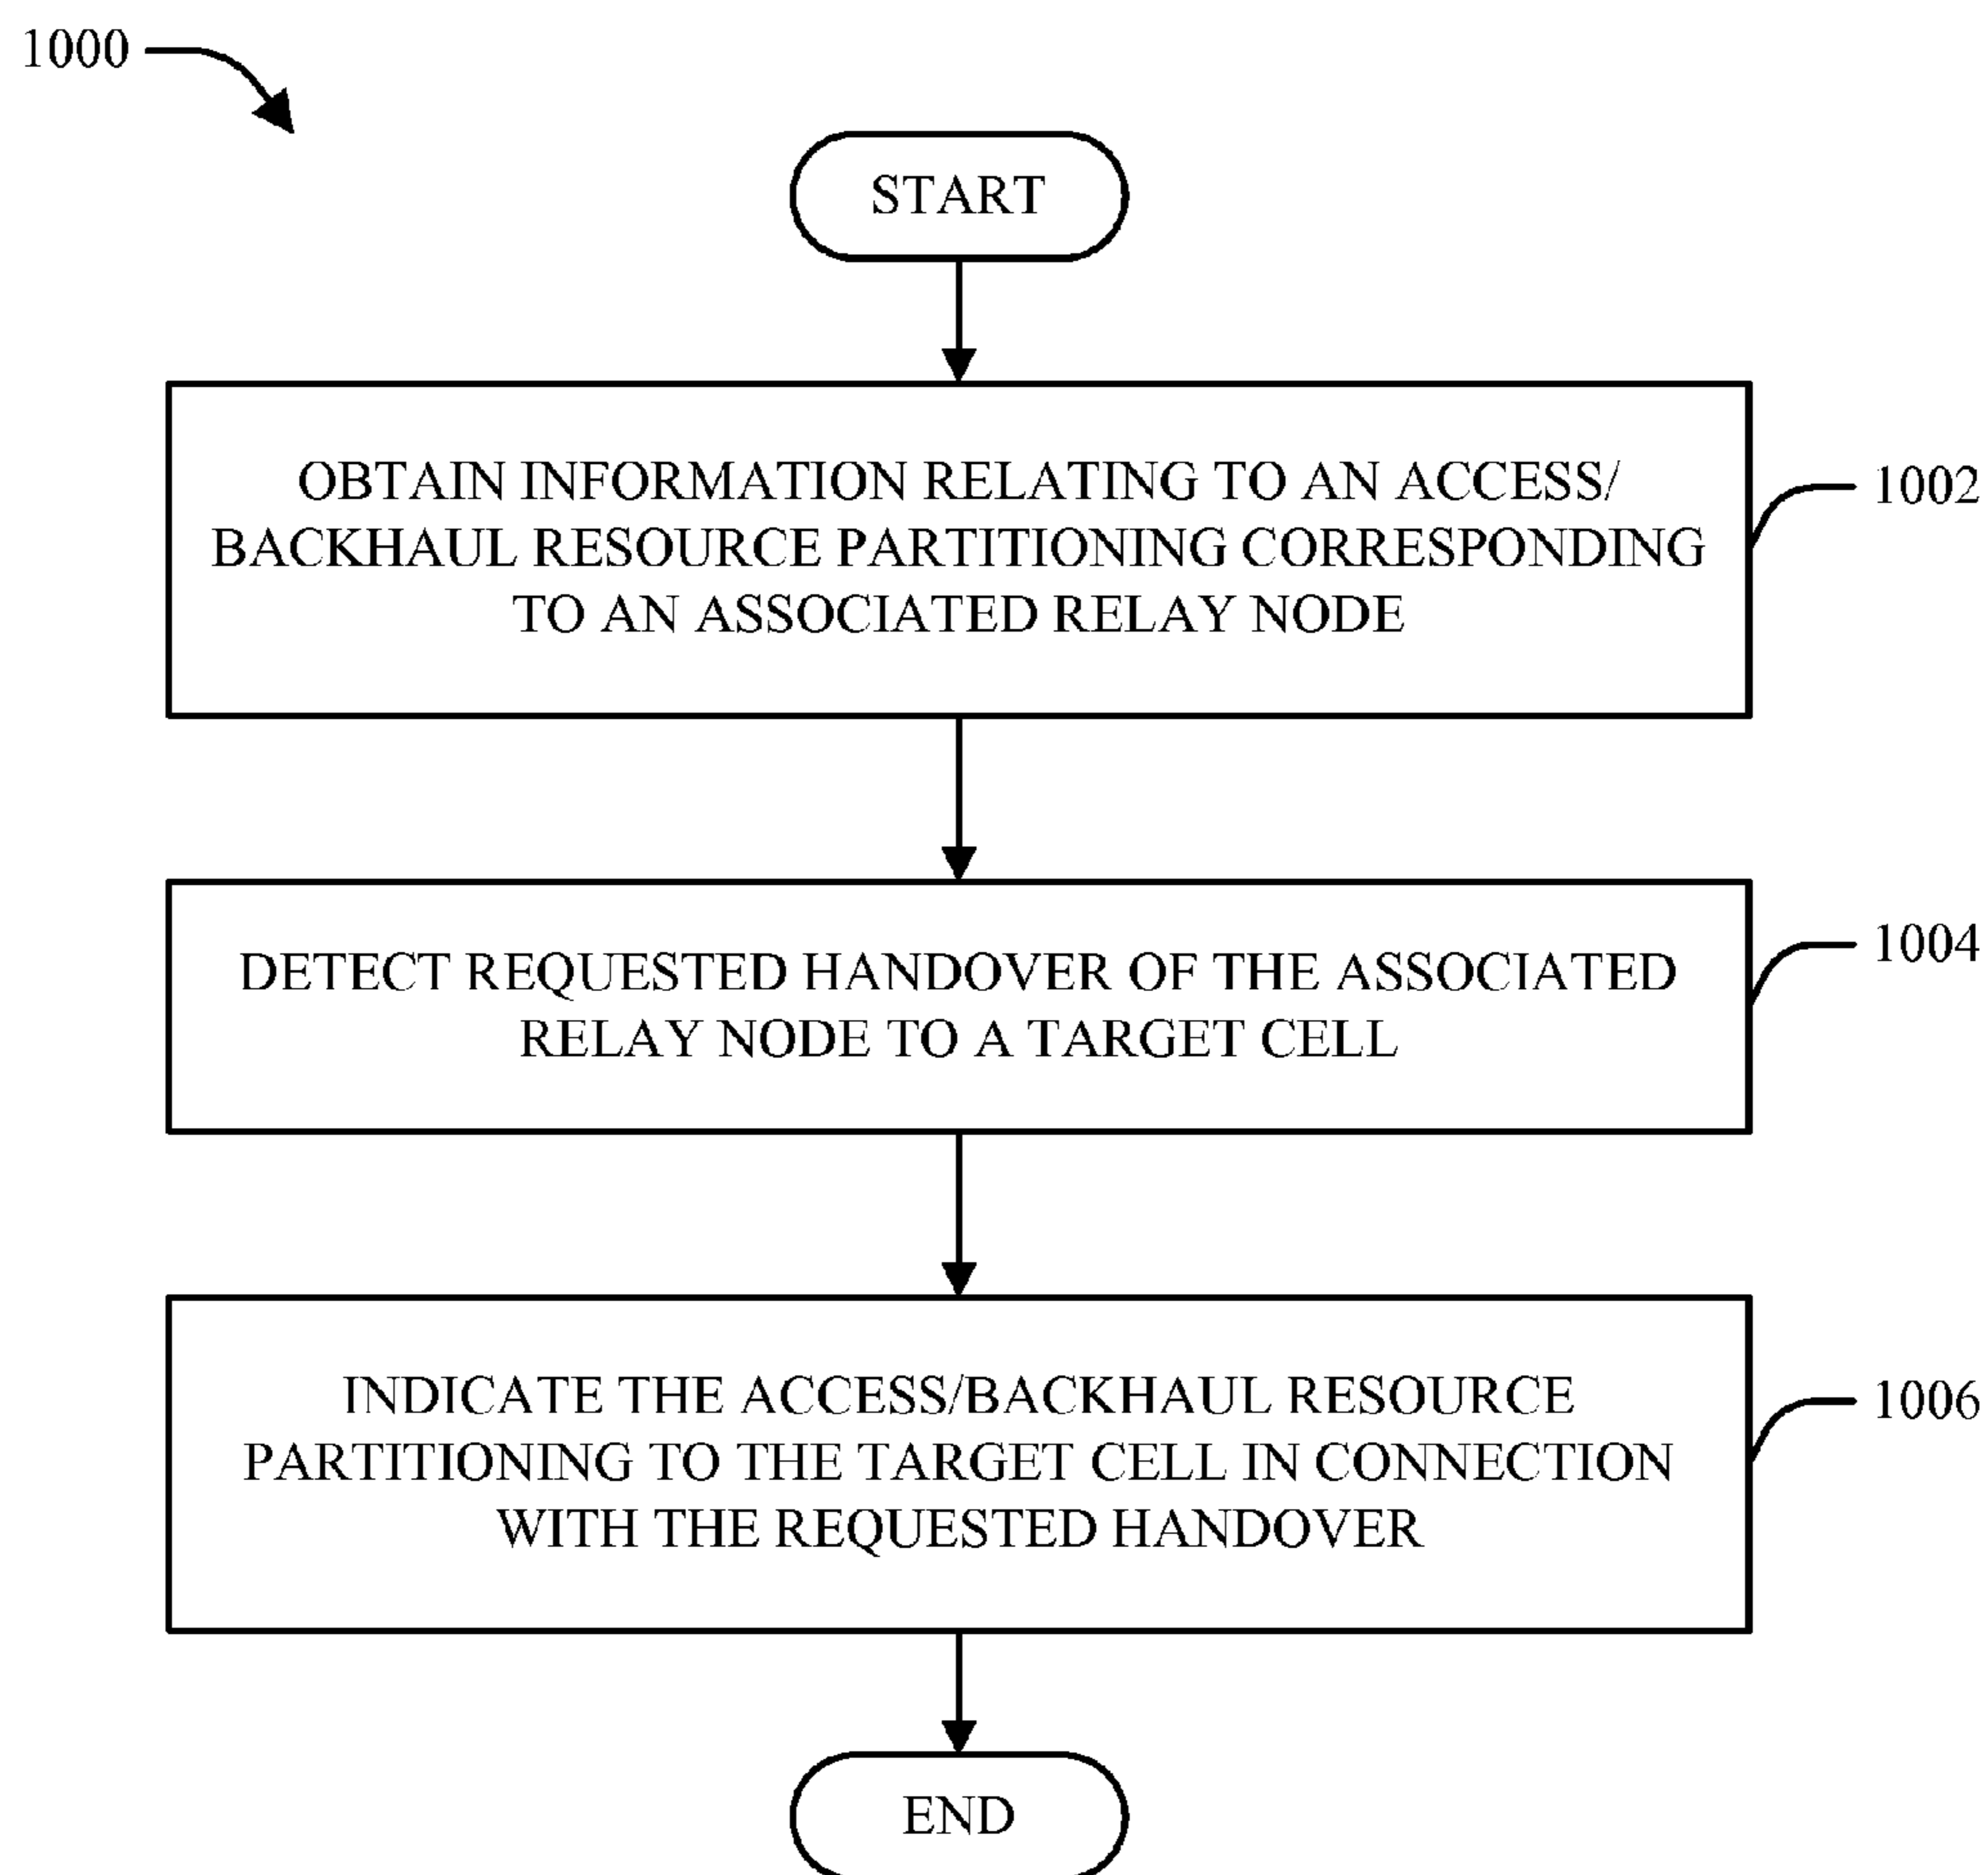 1000
START
OBTAIN INFORMATION RELATING TO AN ACCESS/
BACKHAUL RESOURCE PARTITIONING CORRESPONDING
TO AN ASSOCIATED RELAY NODE
1002
DETECT REQUESTED HANDOVER OF THE ASSOCIATED
RELAY NODE TO A TARGET CELL
1004
INDICATE THE ACCESS/BACKHAUL RESOURCE
PARTITIONING TO THE TARGET CELL IN CONNECTION
WITH THE REQUESTED HANDOVER
1006
END